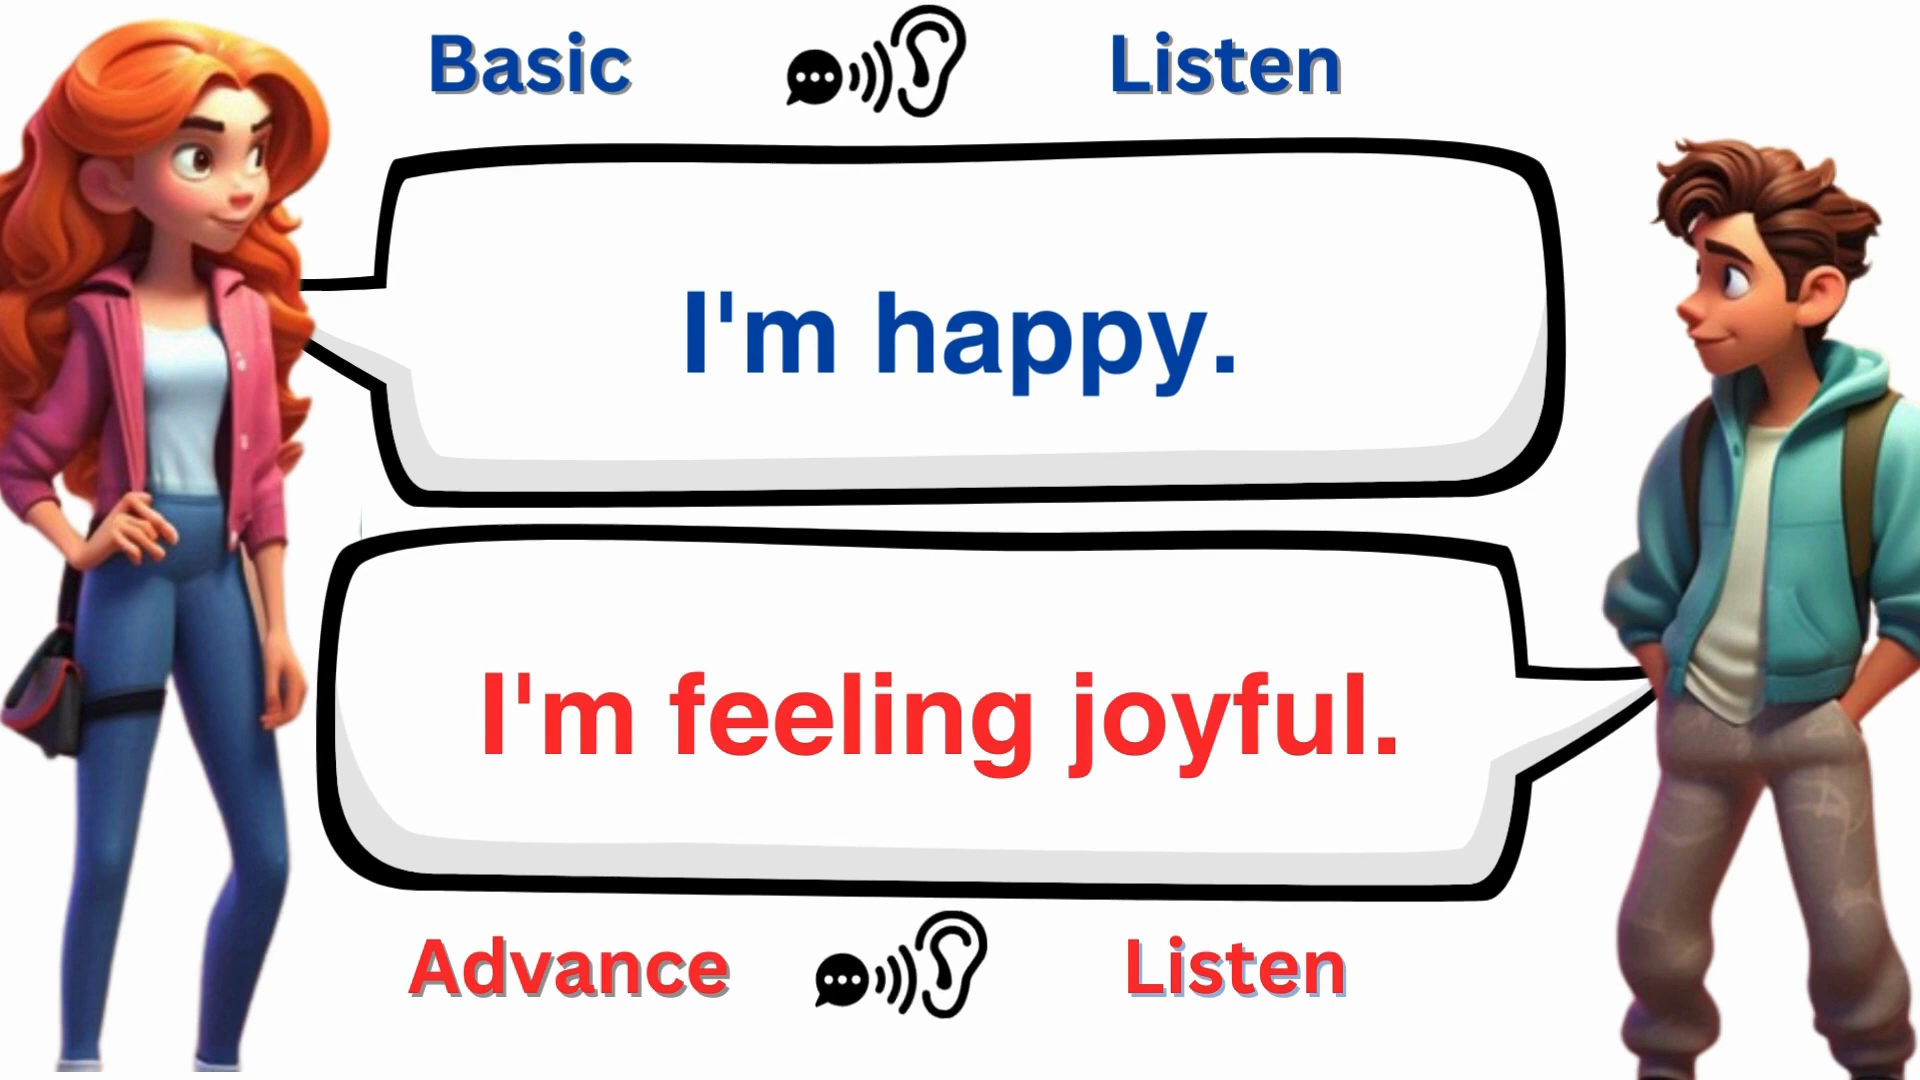 Basic Listen
I'm happy.
I'm feeling joyful.
Advance Listen